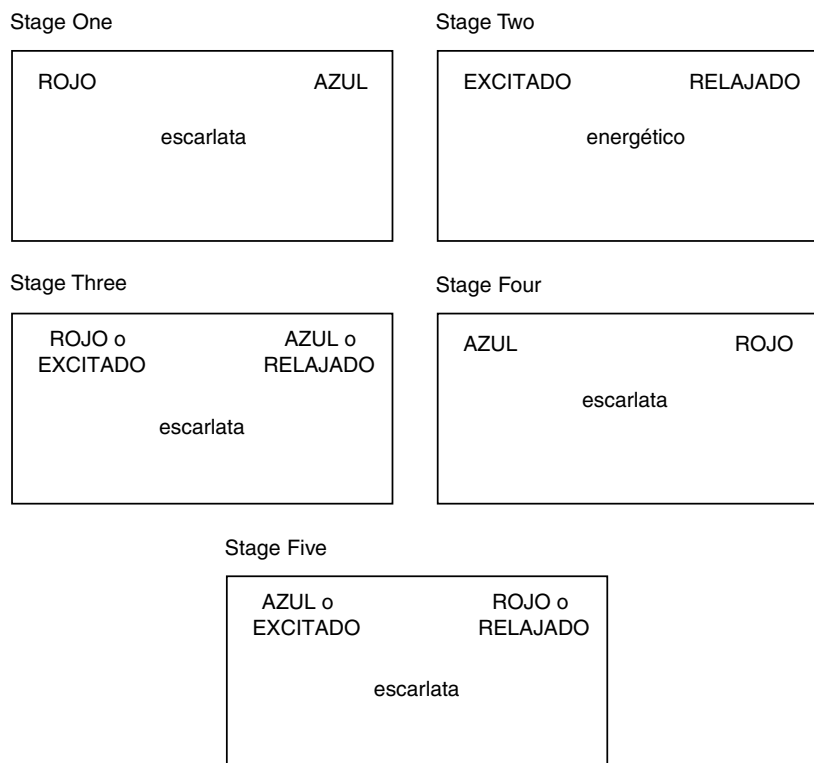 Stage One
ROJO AZUL
escarlata
Stage Two
EXCITADO RELAJADO
energético
Stage Three
ROJO o
EXCITADO
AZUL o
RELAJADO
escarlata
Stage Four
AZUL ROJO
escarlata
Stage Five
AZUL o
EXCITADO
ROJO o
RELAJADO
escarlata